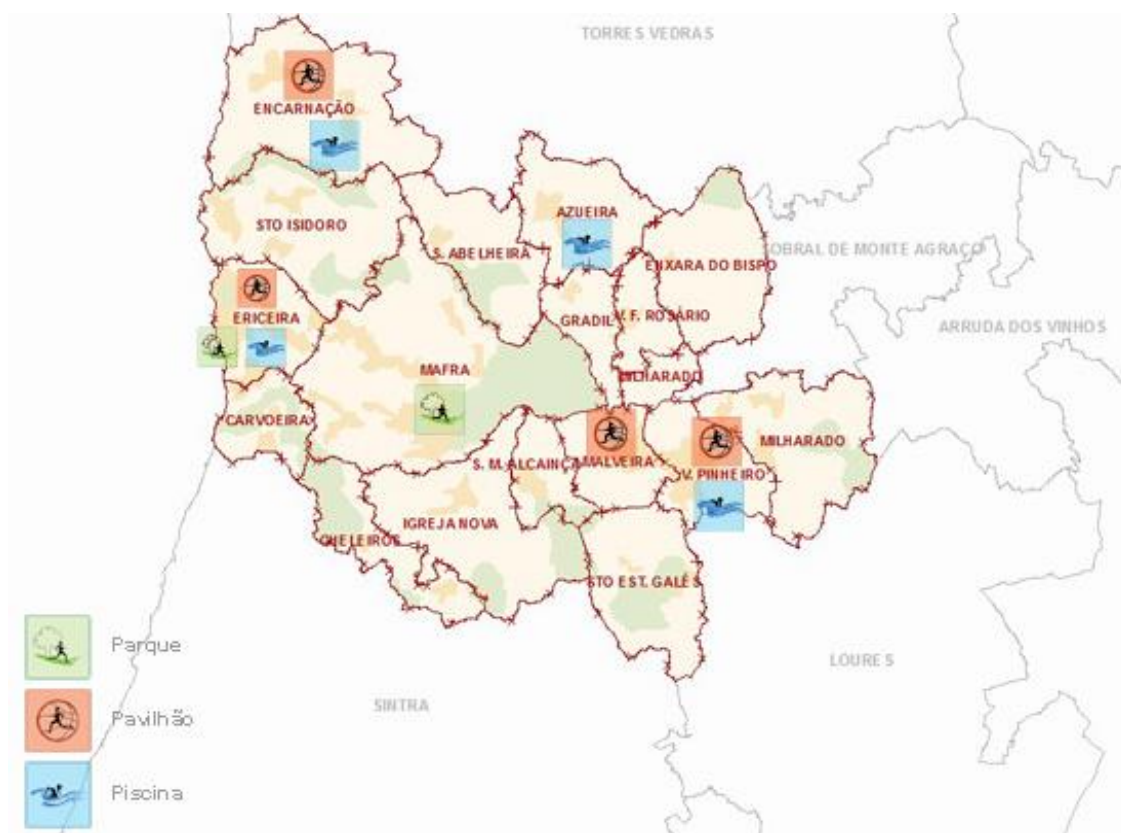 TORRES VEDRAS
ENCARNAÇÃO
AZUEIRA
STO ISIDORO
S. ABELHEIRA
OBRAL DE MONTE AGRAÇO
ENXARA DO BISPO
ERICEIRA
GRADIL
V. F. ROSÁRIO
ARRUDA DOS VINHOS
MAFRA
MILHARADO
CARVOEIRA
MILHARADO
S. M. ALCAINÇA
MALVEIRA
V. PINHEIRO
IGREJA NOVA
CHELEIROS
STO EST. GALÉS
Parque
LOURES
SINTRA
Pavilhão
Piscina